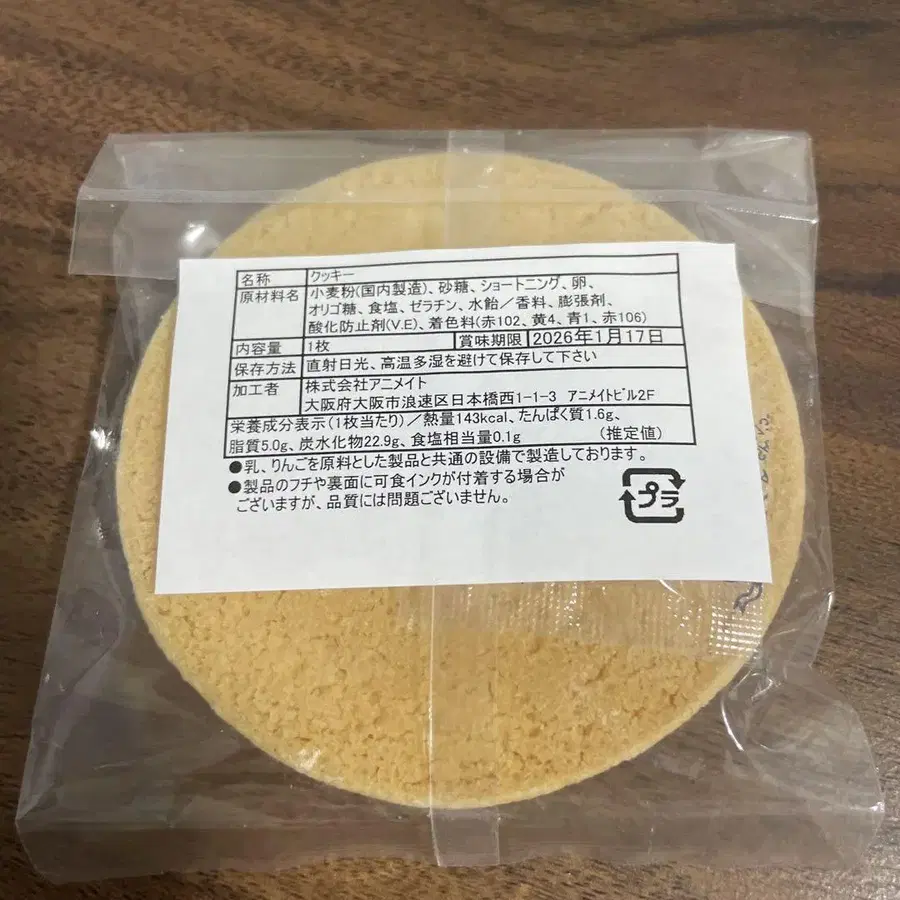 名称 クッキー
原材料名 小麦粉(国内製造)、砂糖、ショートニング、卵、
オリゴ糖、食塩、ゼラチン、水飴／香料、膨張剤、
酸化防止剤(V.E)、着色料(赤102、黄4、青1、赤106)
内容量 1枚 賞味期限 2026年1月17日
保存方法 直射日光、高温多湿を避けて保存して下さい
加工者 株式会社アニメイト
大阪府大阪市浪速区日本橋西1-1-3 アニメイトビル2F
栄養成分表示(1枚当たり)／熱量143kcal、たんぱく質1.6g、
脂質5.0g、炭水化物22.9g、食塩相当量0.1g (推定値)
●乳、りんごを原料とした製品と共通の設備で製造しております。
●製品のフチや裏面に可食インクが付着する場合が
ございますが、品質には問題ございません。
プラ